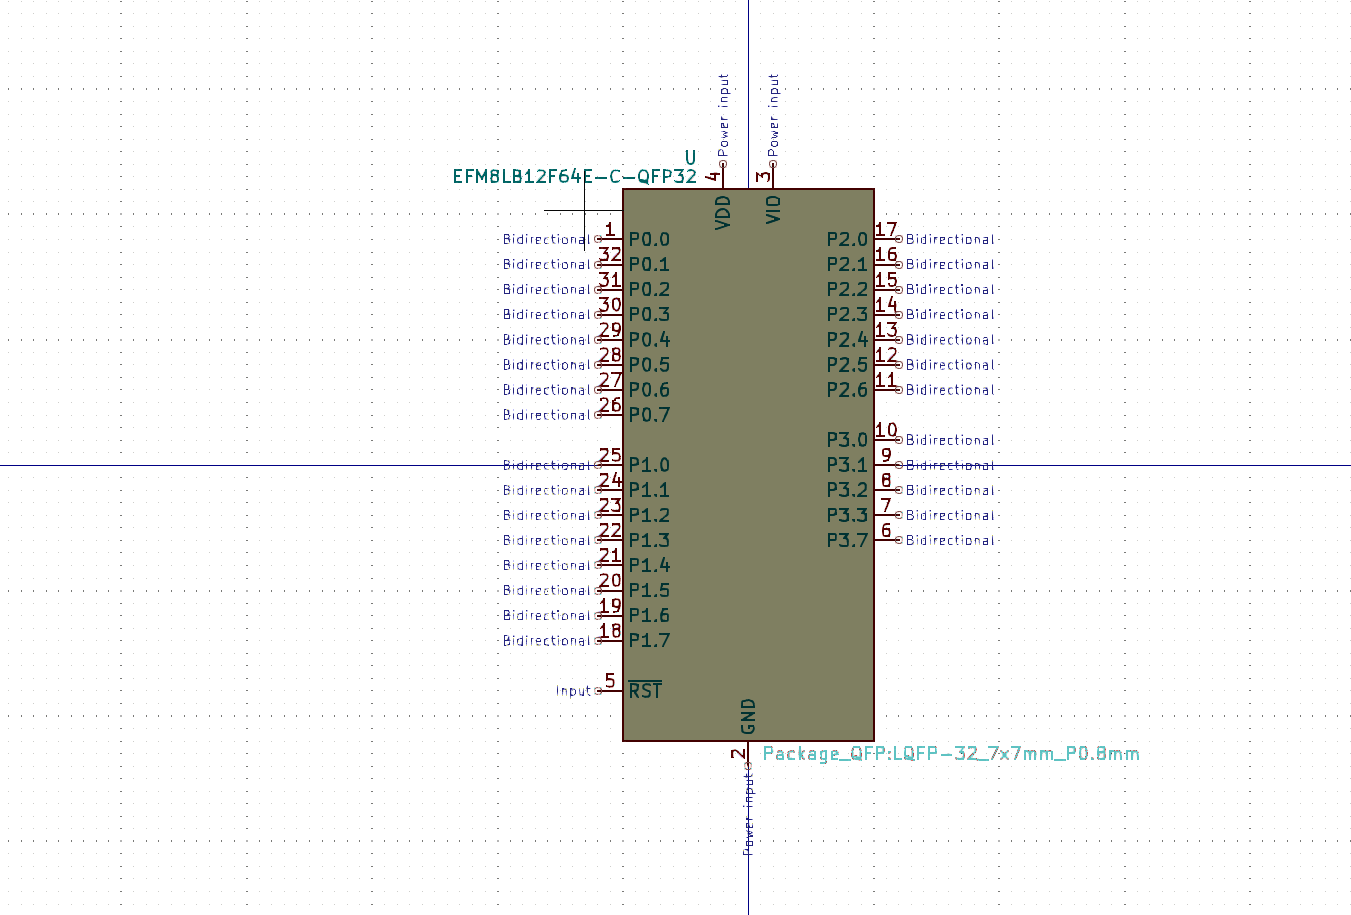 Power input Power input
U
EFM8LB12F64E-C-QFP32
4 3
VDD VIO
Bidirectional 1 P0.0 P2.0 17 Bidirectional
Bidirectional 32 P0.1 P2.1 16 Bidirectional
Bidirectional 31 P0.2 P2.2 15 Bidirectional
Bidirectional 30 P0.3 P2.3 14 Bidirectional
Bidirectional 29 P0.4 P2.4 13 Bidirectional
Bidirectional 28 P0.5 P2.5 12 Bidirectional
Bidirectional 27 P0.6 P2.6 11 Bidirectional
Bidirectional 26 P0.7
P3.0 10 Bidirectional
Bidirectional 25 P1.0 P3.1 9 Bidirectional
Bidirectional 24 P1.1 P3.2 8 Bidirectional
Bidirectional 23 P1.2 P3.3 7 Bidirectional
Bidirectional 22 P1.3 P3.7 6 Bidirectional
Bidirectional 21 P1.4
Bidirectional 20 P1.5
Bidirectional 19 P1.6
Bidirectional 18 P1.7
Input 5 RST
GND
2 Package_QFP:LQFP-32_7x7mm_P0.8mm
Power input